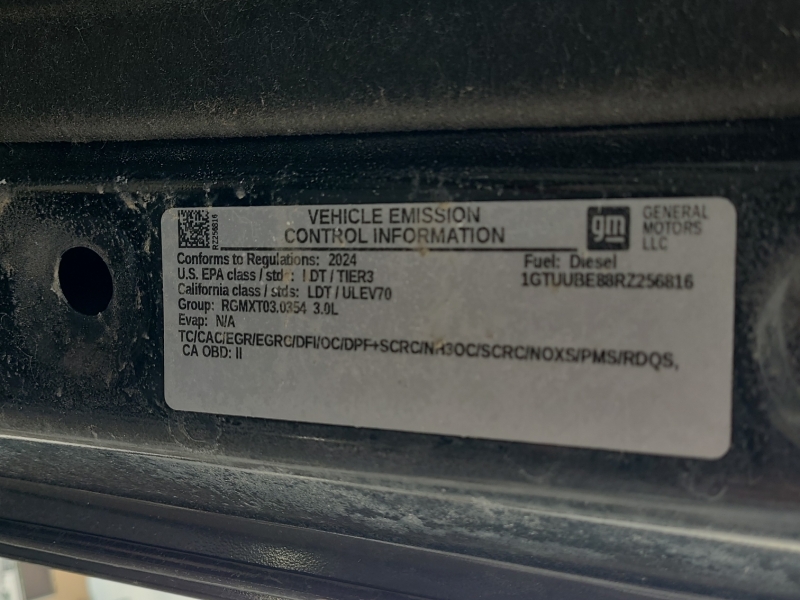 RZ256816
VEHICLE EMISSION
CONTROL INFORMATION
gm
GENERAL
MOTORS
LLC
Conforms to Regulations: 2024
U.S. EPA class / stds: LDT / TIER3
California class / stds: LDT / ULEV70
Group: RGMXT03.0354 3.0L
Evap: N/A
Fuel: Diesel
1GTUUBE88RZ256816
TC/CAC/EGR/EGRC/DFI/OC/DPF+SCRC/NH3OC/SCRC/NOXS/PMS/RDQS,
CA OBD: II